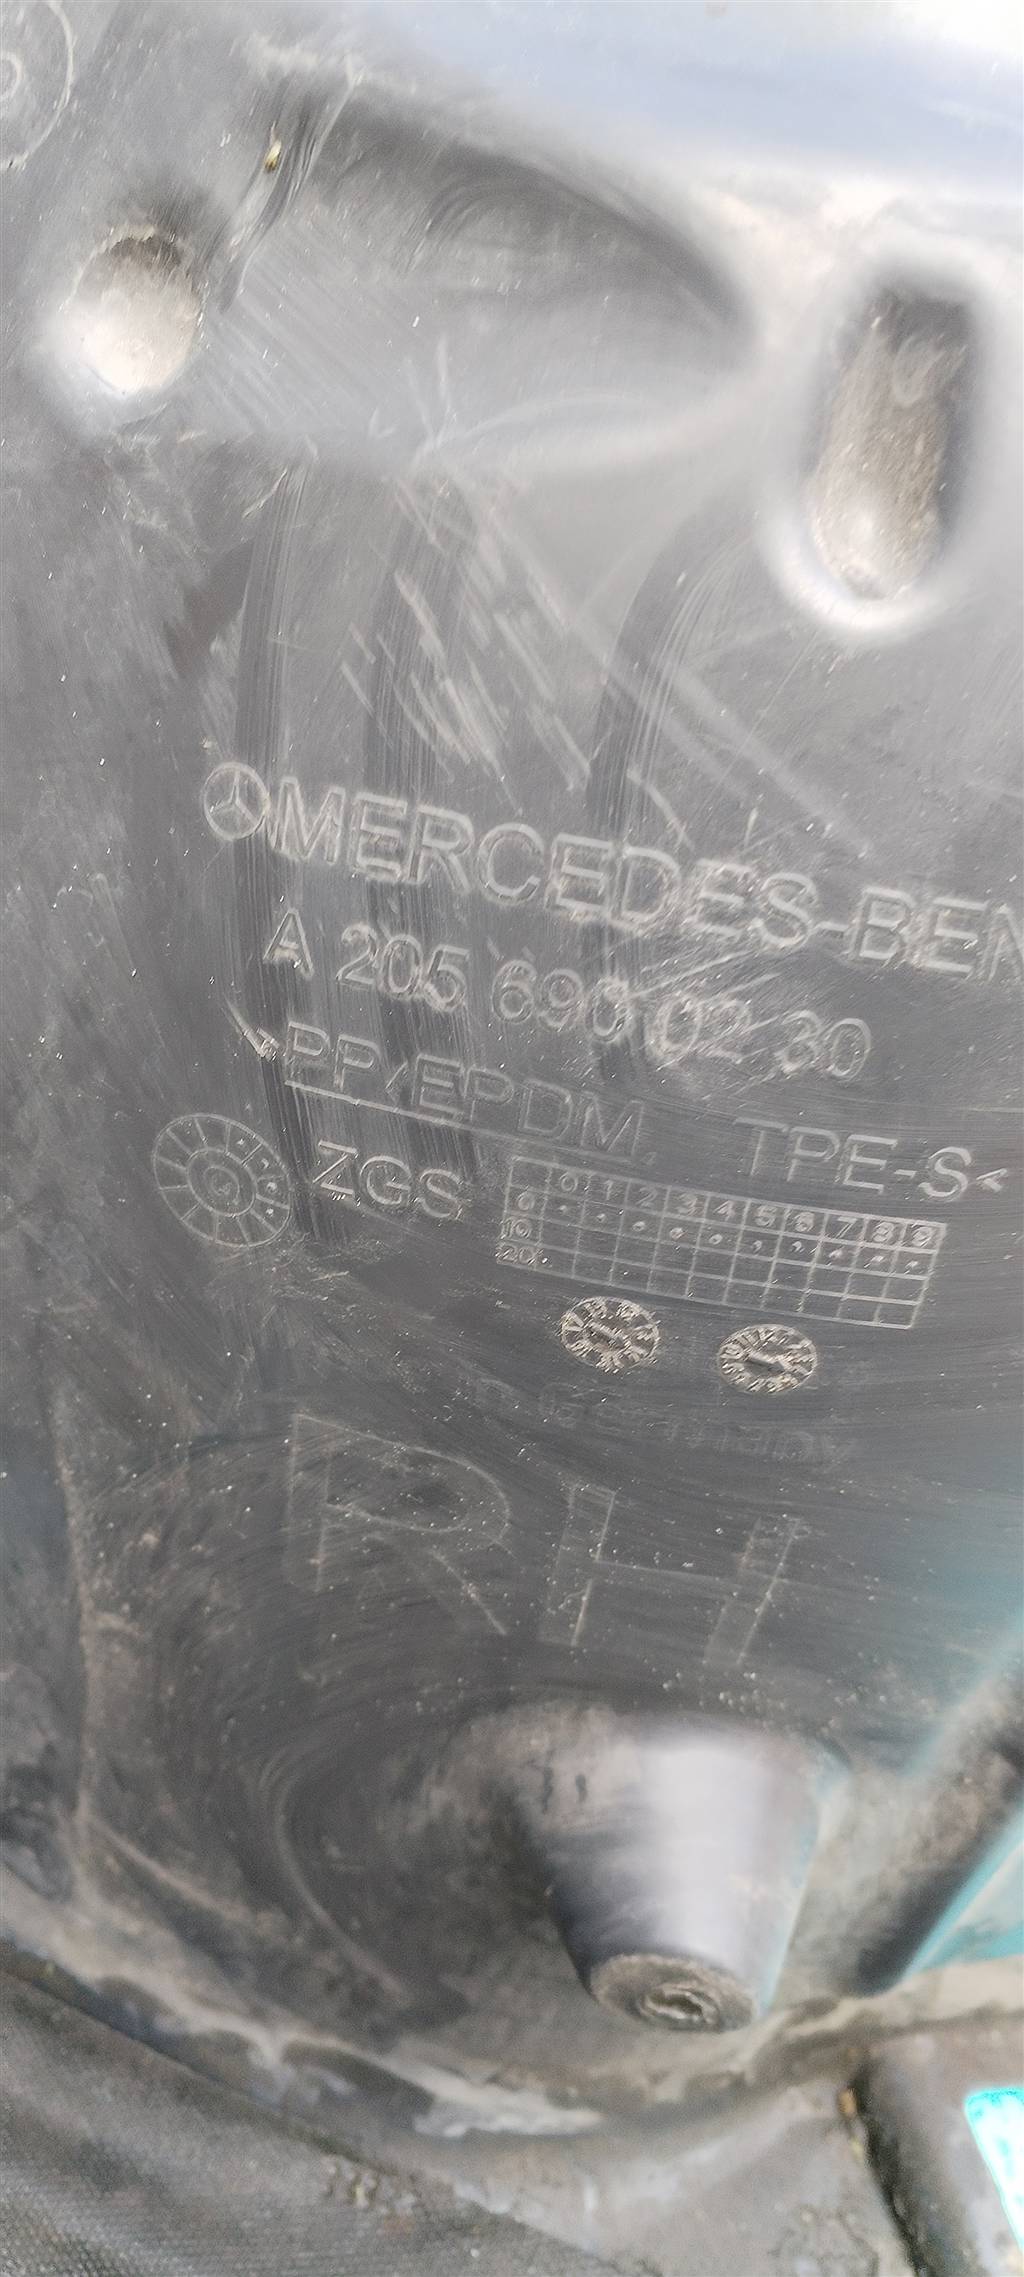 MERCEDES-BEN
A 205 690 02 30
>PP/EPDM. TPE-S<
ZGS
0 1 2 3 4 5 6 7 8 9
0
10
20
RH